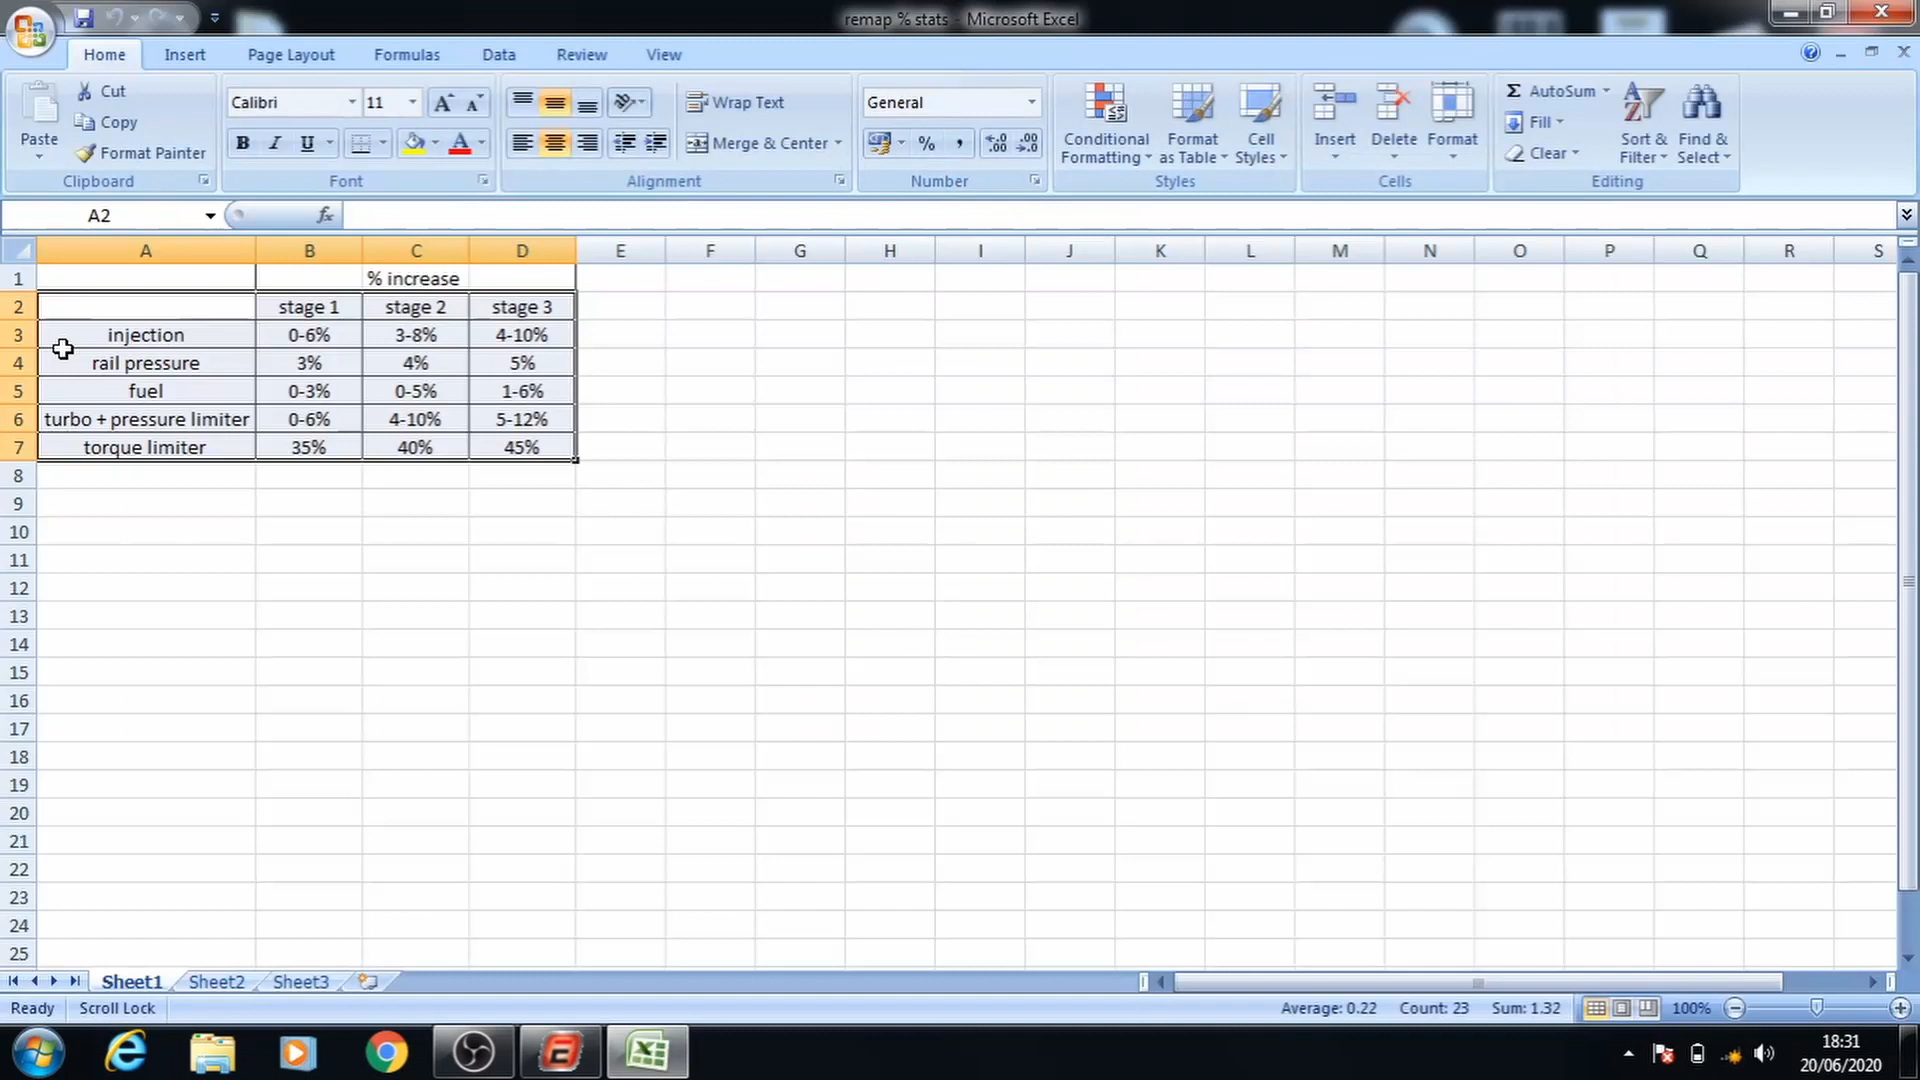 remap % stats - Microsoft Excel
Home Insert Page Layout Formulas Data Review View
Paste
Cut
Copy
Format Painter
Clipboard
Calibri 11
B I U
Font
Wrap Text
Merge & Center
Alignment
General
%
Number
Conditional Formatting
Format as Table
Cell Styles
Styles
Insert Delete Format
Cells
AutoSum
Fill
Clear
Sort & Filter
Find & Select
Editing
A2 fx
A B C D E F G H I J K L M N O P Q R S
1 % increase
2 stage 1 stage 2 stage 3
3 injection 0-6% 3-8% 4-10%
4 rail pressure 3% 4% 5%
5 fuel 0-3% 0-5% 1-6%
6 turbo + pressure limiter 0-6% 4-10% 5-12%
7 torque limiter 35% 40% 45%
8
9
10
11
12
13
14
15
16
17
18
19
20
21
22
23
24
25
Sheet1 Sheet2 Sheet3
Ready Scroll Lock Average: 0.22 Count: 23 Sum: 1.32 100%
18:31
20/06/2020